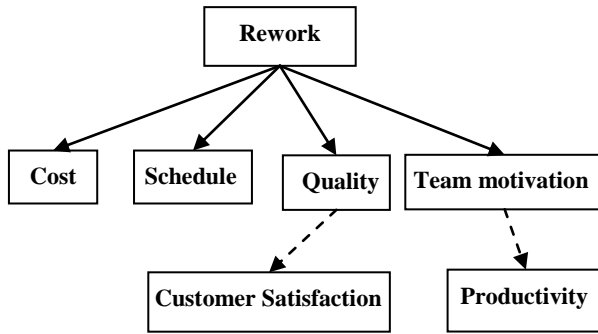 Rework
Cost
Schedule
Quality
Team motivation
Customer Satisfaction
Productivity